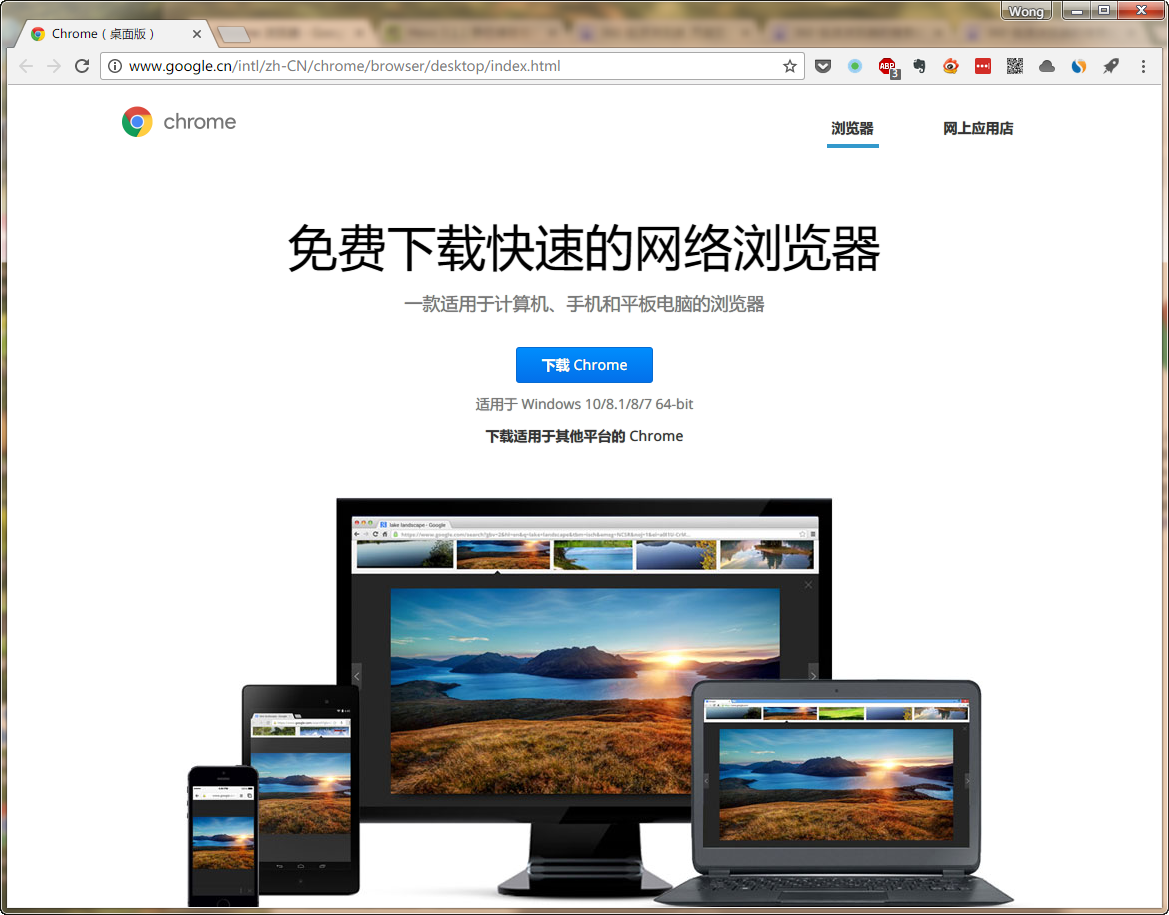 Wong
Chrome（桌面版）
www.google.cn/intl/zh-CN/chrome/browser/desktop/index.html
ABP
3
chrome
浏览器
网上应用店
免费下载快速的网络浏览器
一款适用于计算机、手机和平板电脑的浏览器
下载 Chrome
适用于 Windows 10/8.1/8/7 64-bit
下载适用于其他平台的 Chrome
lake landscape - Google